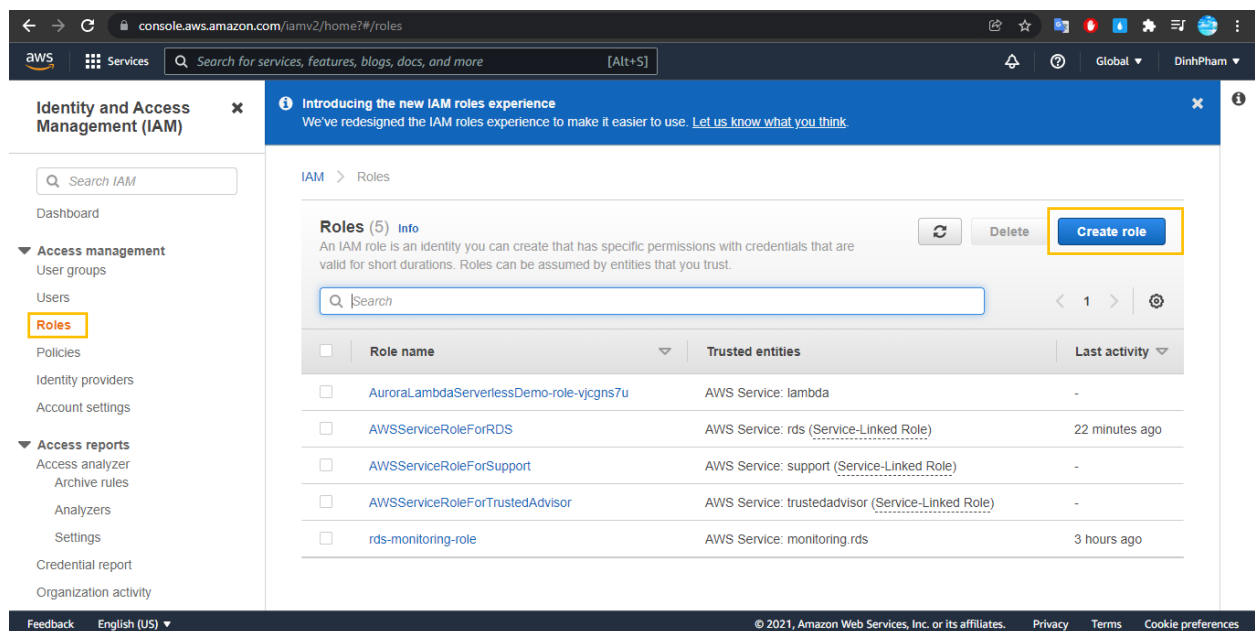 console.aws.amazon.com/iamv2/home?#/roles
aws
Services
Search for services, features, blogs, docs, and more
[Alt+S]
Global
DinhPham
Identity and Access
Management (IAM)
Search IAM
Dashboard
Access management
User groups
Users
Roles
Policies
Identity providers
Account settings
Access reports
Access analyzer
Archive rules
Analyzers
Settings
Credential report
Organization activity
Introducing the new IAM roles experience
We've redesigned the IAM roles experience to make it easier to use. Let us know what you think.
IAM > Roles
Roles (5) Info
An IAM role is an identity you can create that has specific permissions with credentials that are
valid for short durations. Roles can be assumed by entities that you trust.
Delete
Create role
Search
1
Role name Trusted entities Last activity
AuroraLambdaServerlessDemo-role-vjcgns7u AWS Service: lambda -
AWSServiceRoleForRDS AWS Service: rds (Service-Linked Role) 22 minutes ago
AWSServiceRoleForSupport AWS Service: support (Service-Linked Role) -
AWSServiceRoleForTrustedAdvisor AWS Service: trustedadvisor (Service-Linked Role) -
rds-monitoring-role AWS Service: monitoring.rds 3 hours ago
Feedback English (US) © 2021, Amazon Web Services, Inc. or its affiliates. Privacy Terms Cookie preferences